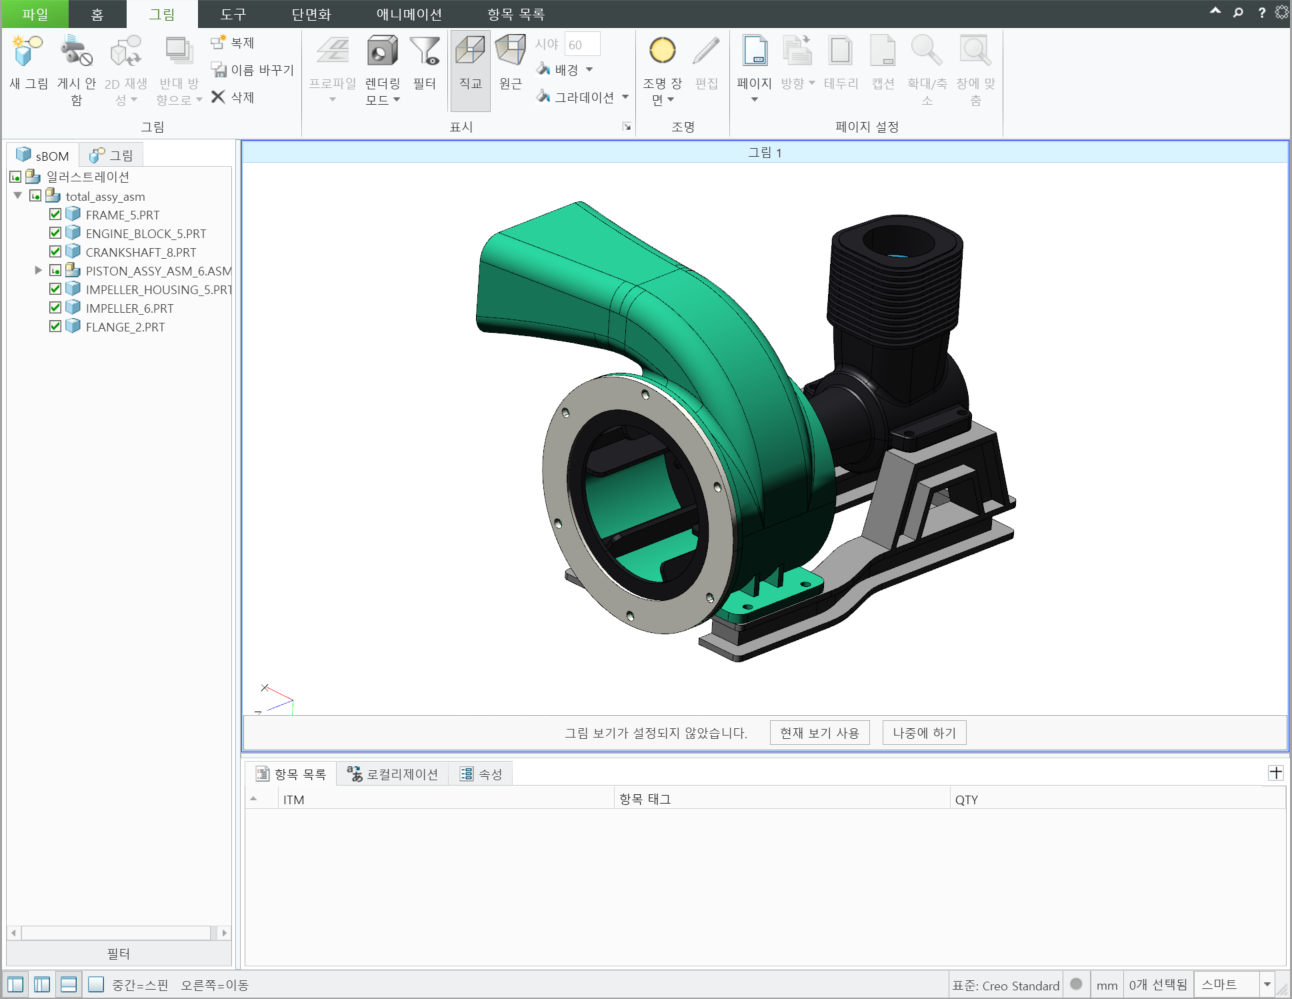 파일 홈 그림 도구 단면화 애니메이션 항목 목록
새 그림
게시 안
함
2D 재생
성
반대 방
향으로
복제
이름 바꾸기
삭제
그림
프로파일
렌더링
모드
필터
직교
원근
시야 60
배경
그라데이션
표시
조명 장
면
편집
조명
페이지
방향
테두리
캡션
확대/축
소
창에 맞
춤
페이지 설정
sBOM 그림
일러스트레이션
total_assy_asm
FRAME_5.PRT
ENGINE_BLOCK_5.PRT
CRANKSHAFT_8.PRT
PISTON_ASSY_ASM_6.ASM
IMPELLER_HOUSING_5.PRT
IMPELLER_6.PRT
FLANGE_2.PRT
필터
그림 1
X
Z
그림 보기가 설정되지 않았습니다. 현재 보기 사용 나중에 하기
항목 목록 로컬리제이션 속성
ITM 항목 태그 QTY
중간=스핀 오른쪽=이동 표준: Creo Standard mm 0개 선택됨 스마트